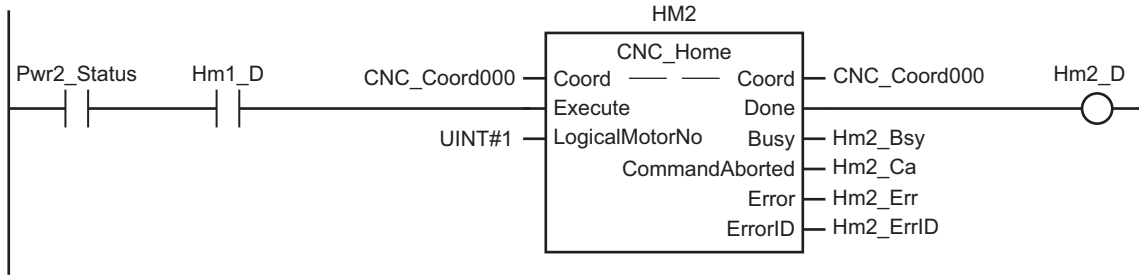 HM2
CNC_Home
Pwr2_Status Hm1_D CNC_Coord000 Coord Coord CNC_Coord000 Hm2_D
Execute Done
UINT#1 LogicalMotorNo Busy Hm2_Bsy
CommandAborted Hm2_Ca
Error Hm2_Err
ErrorID Hm2_ErrID